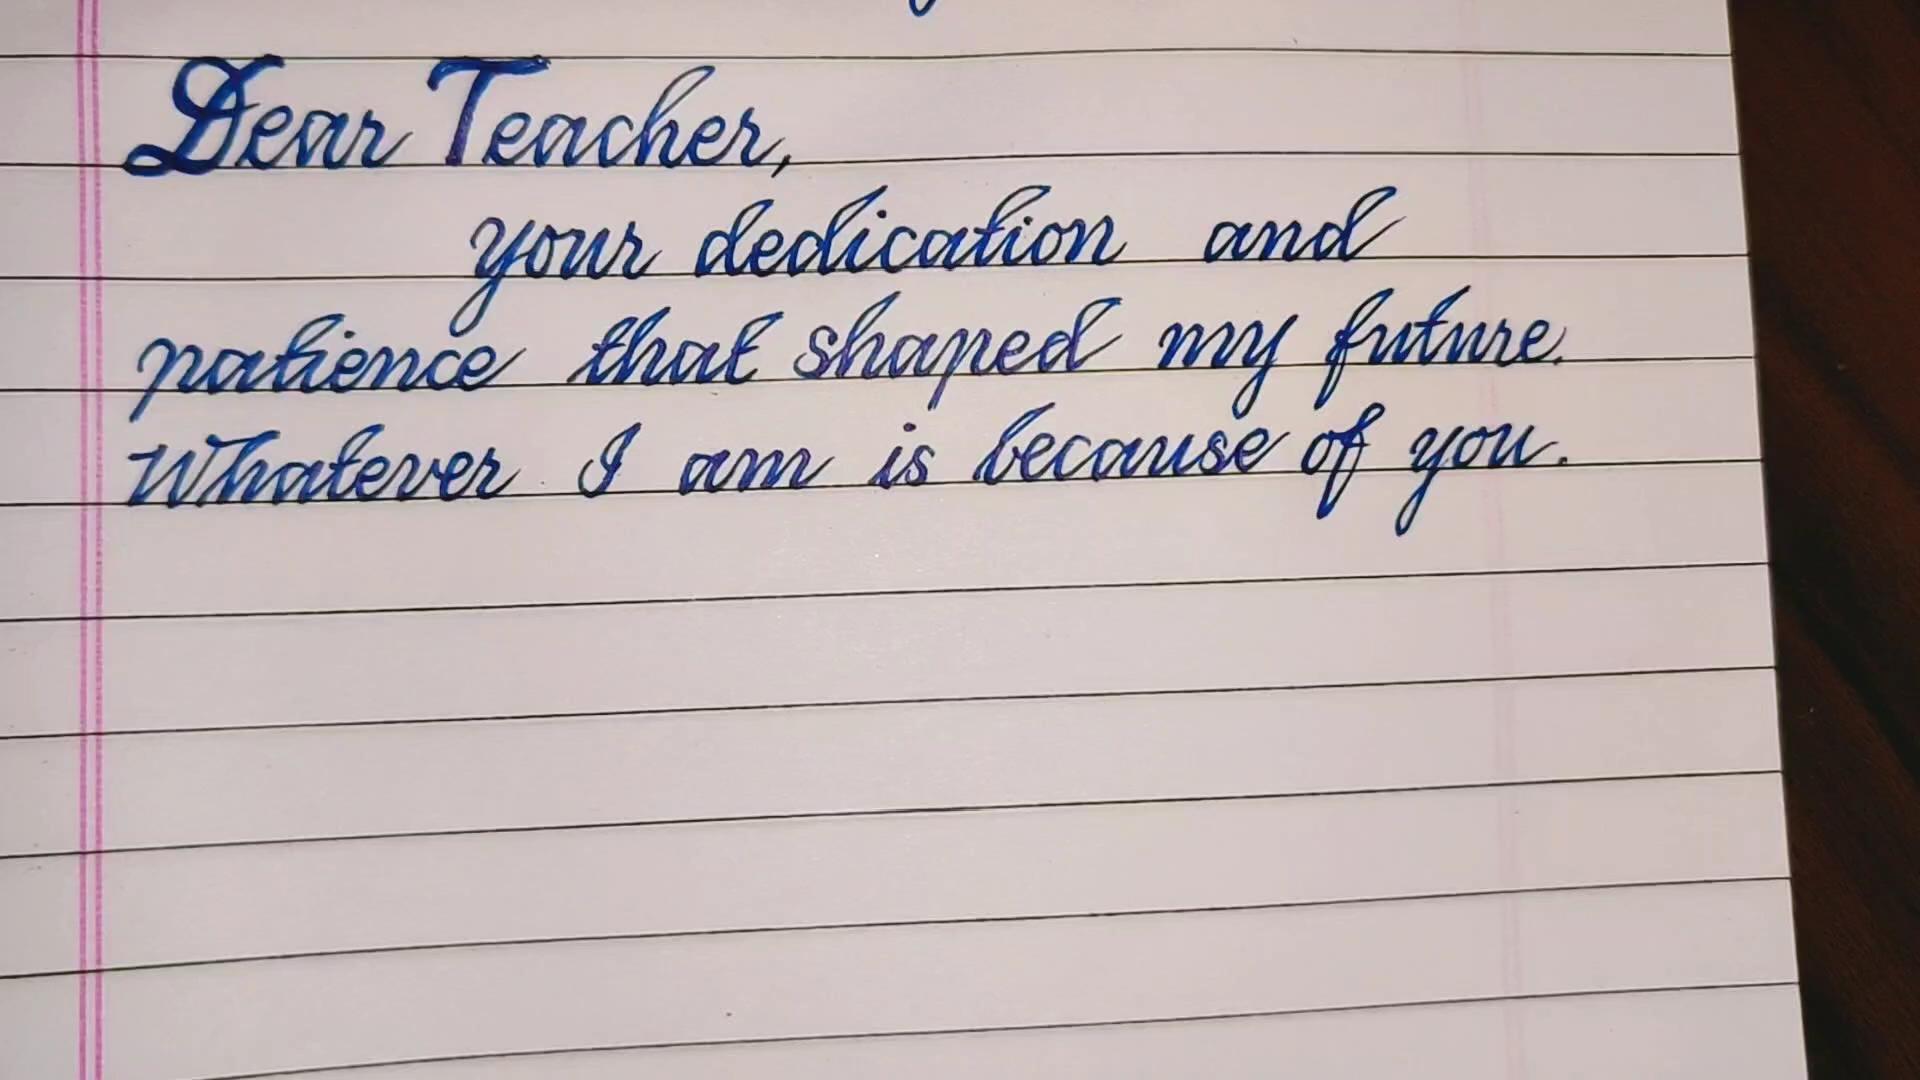 Dear Teacher,
your dedication and
patience that shaped my future.
Whatever I am is because of you.